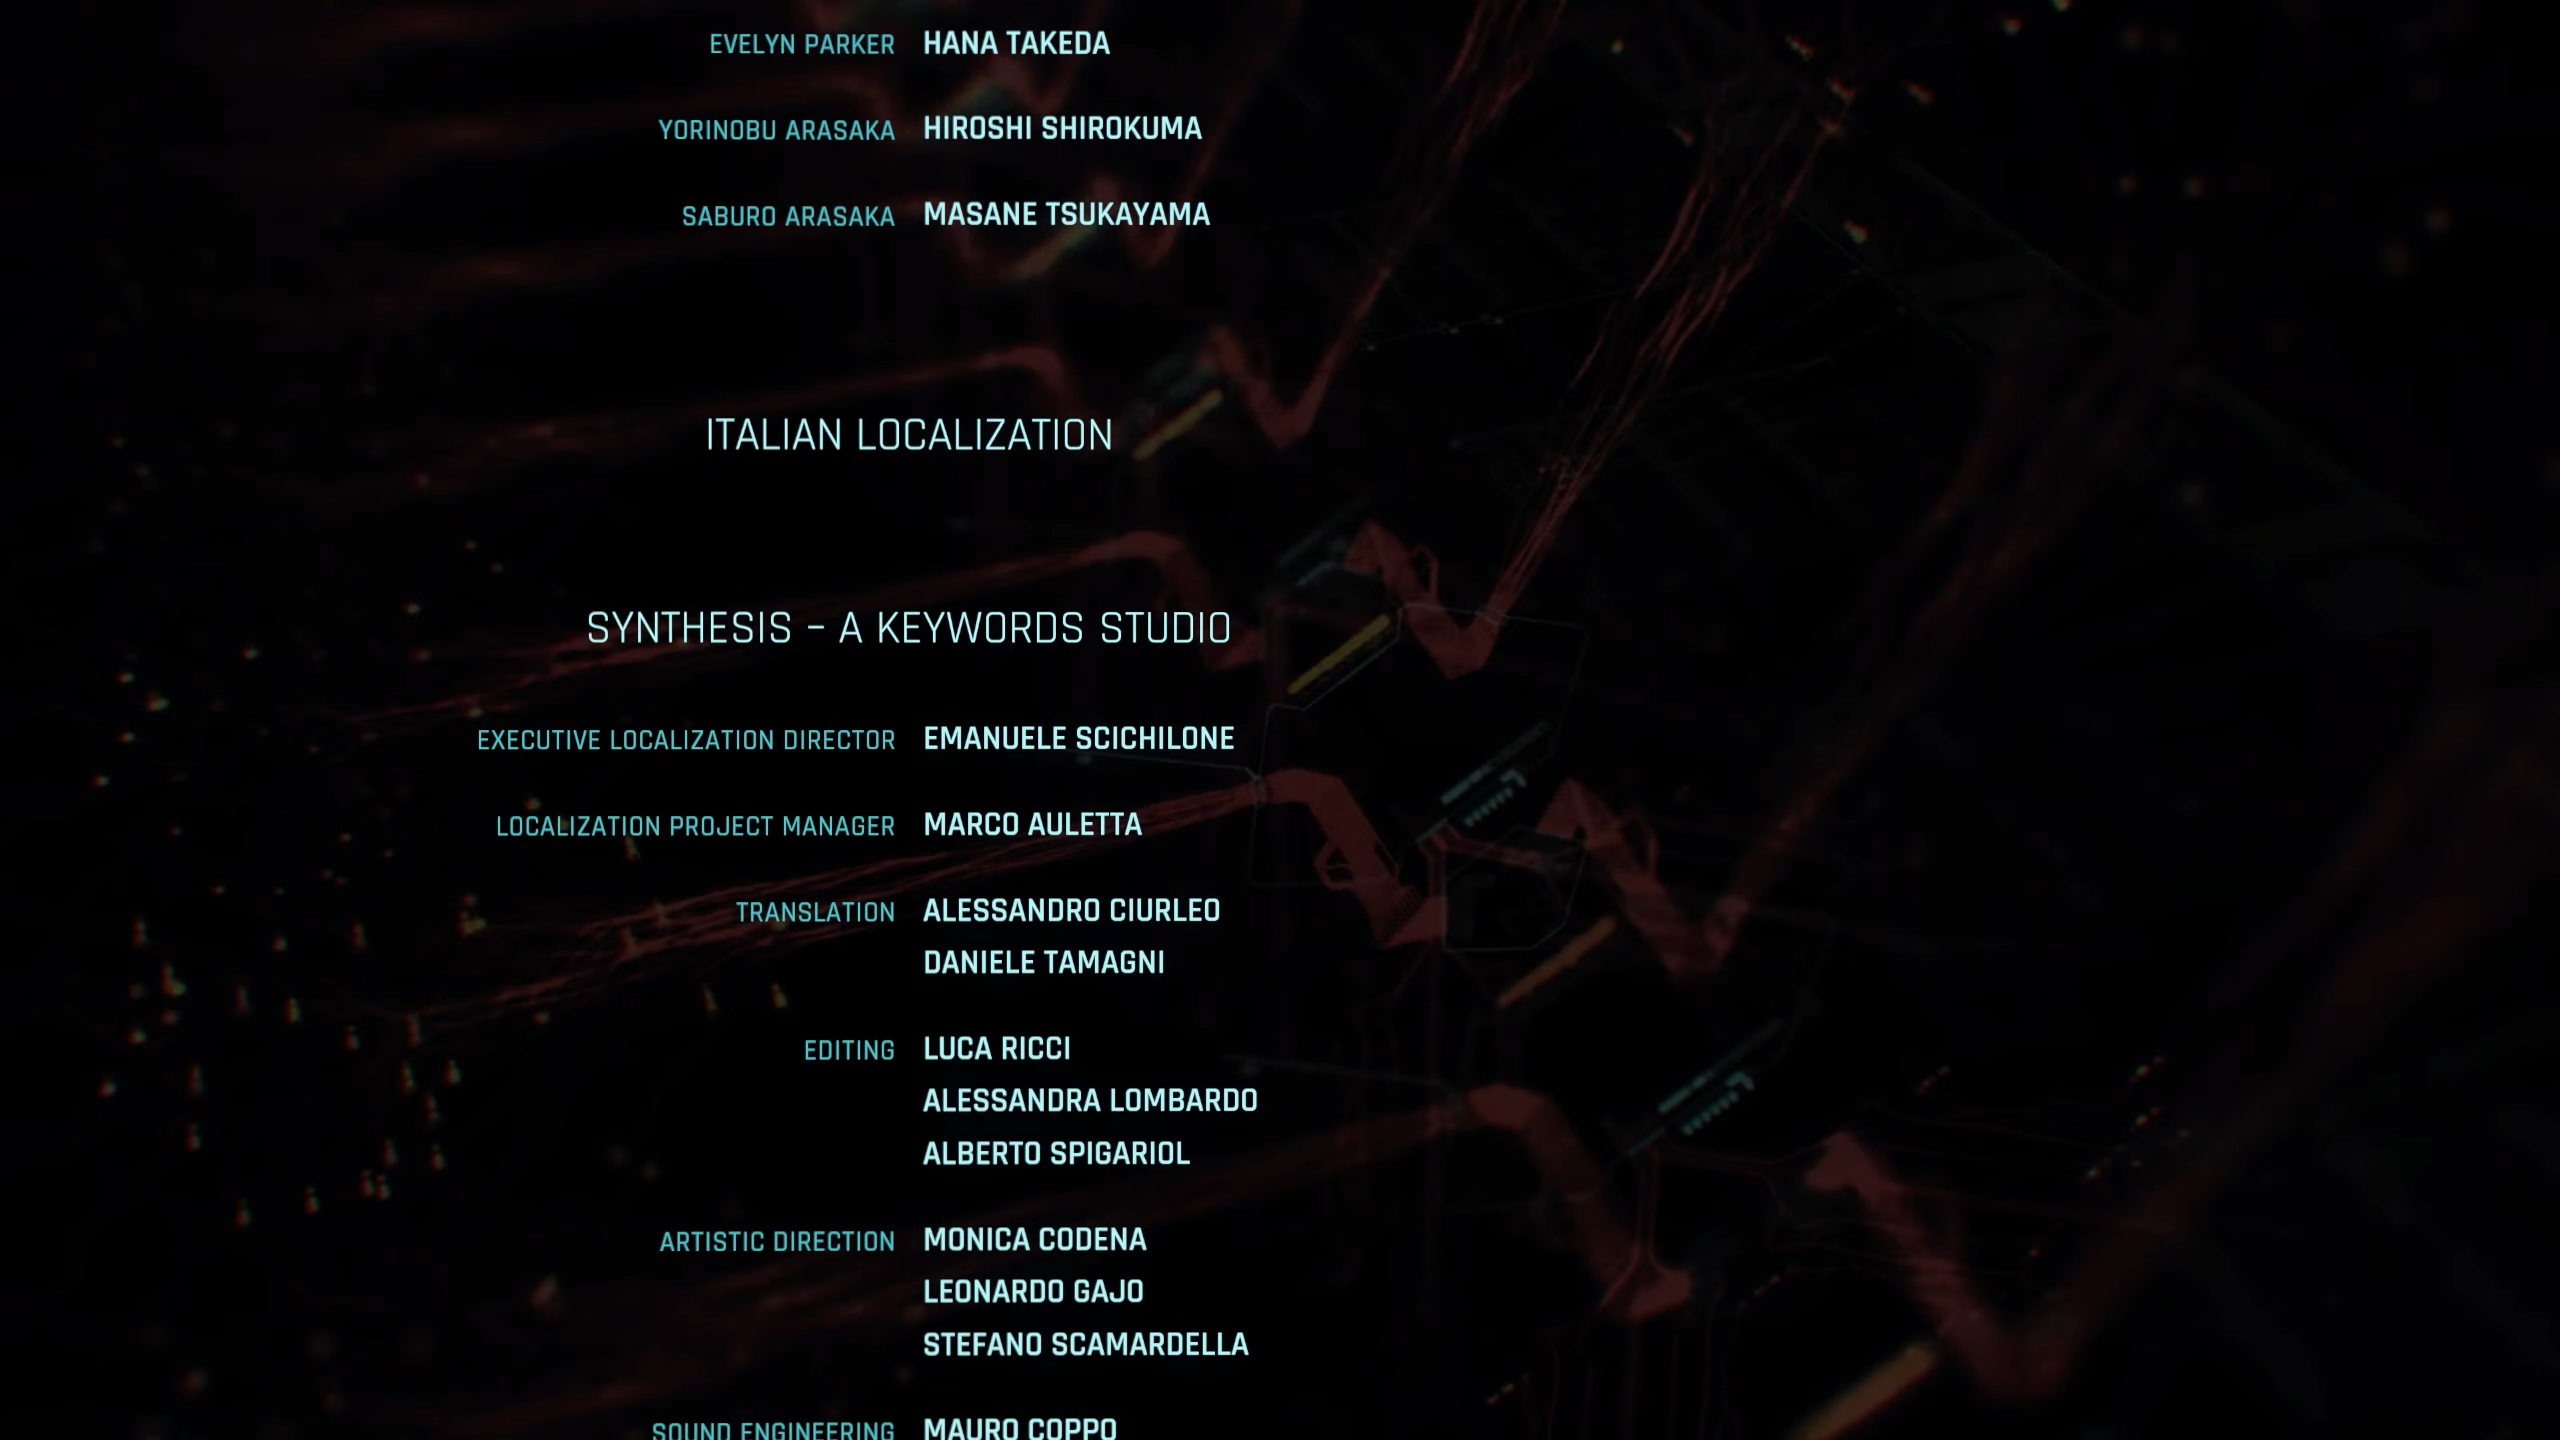 EVELYN PARKER HANA TAKEDA
YORINOBU ARASAKA HIROSHI SHIROKUMA
SABURO ARASAKA MASANE TSUKAYAMA
ITALIAN LOCALIZATION
SYNTHESIS – A KEYWORDS STUDIO
EXECUTIVE LOCALIZATION DIRECTOR EMANUELE SCICHILONE
LOCALIZATION PROJECT MANAGER MARCO AULETTA
TRANSLATION ALESSANDRO CIURLEO
DANIELE TAMAGNI
EDITING LUCA RICCI
ALESSANDRA LOMBARDO
ALBERTO SPIGARIOL
ARTISTIC DIRECTION MONICA CODENA
LEONARDO GAJO
STEFANO SCAMARDELLA
SOUND ENGINEERING MAURO COPPO